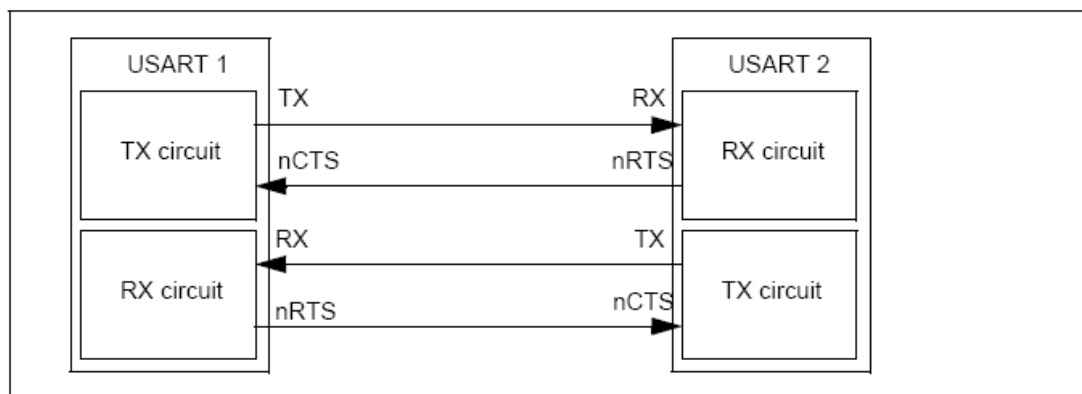 USART 1
USART 2
TX
RX
TX circuit
RX circuit
nCTS
nRTS
RX
TX
RX circuit
TX circuit
nRTS
nCTS